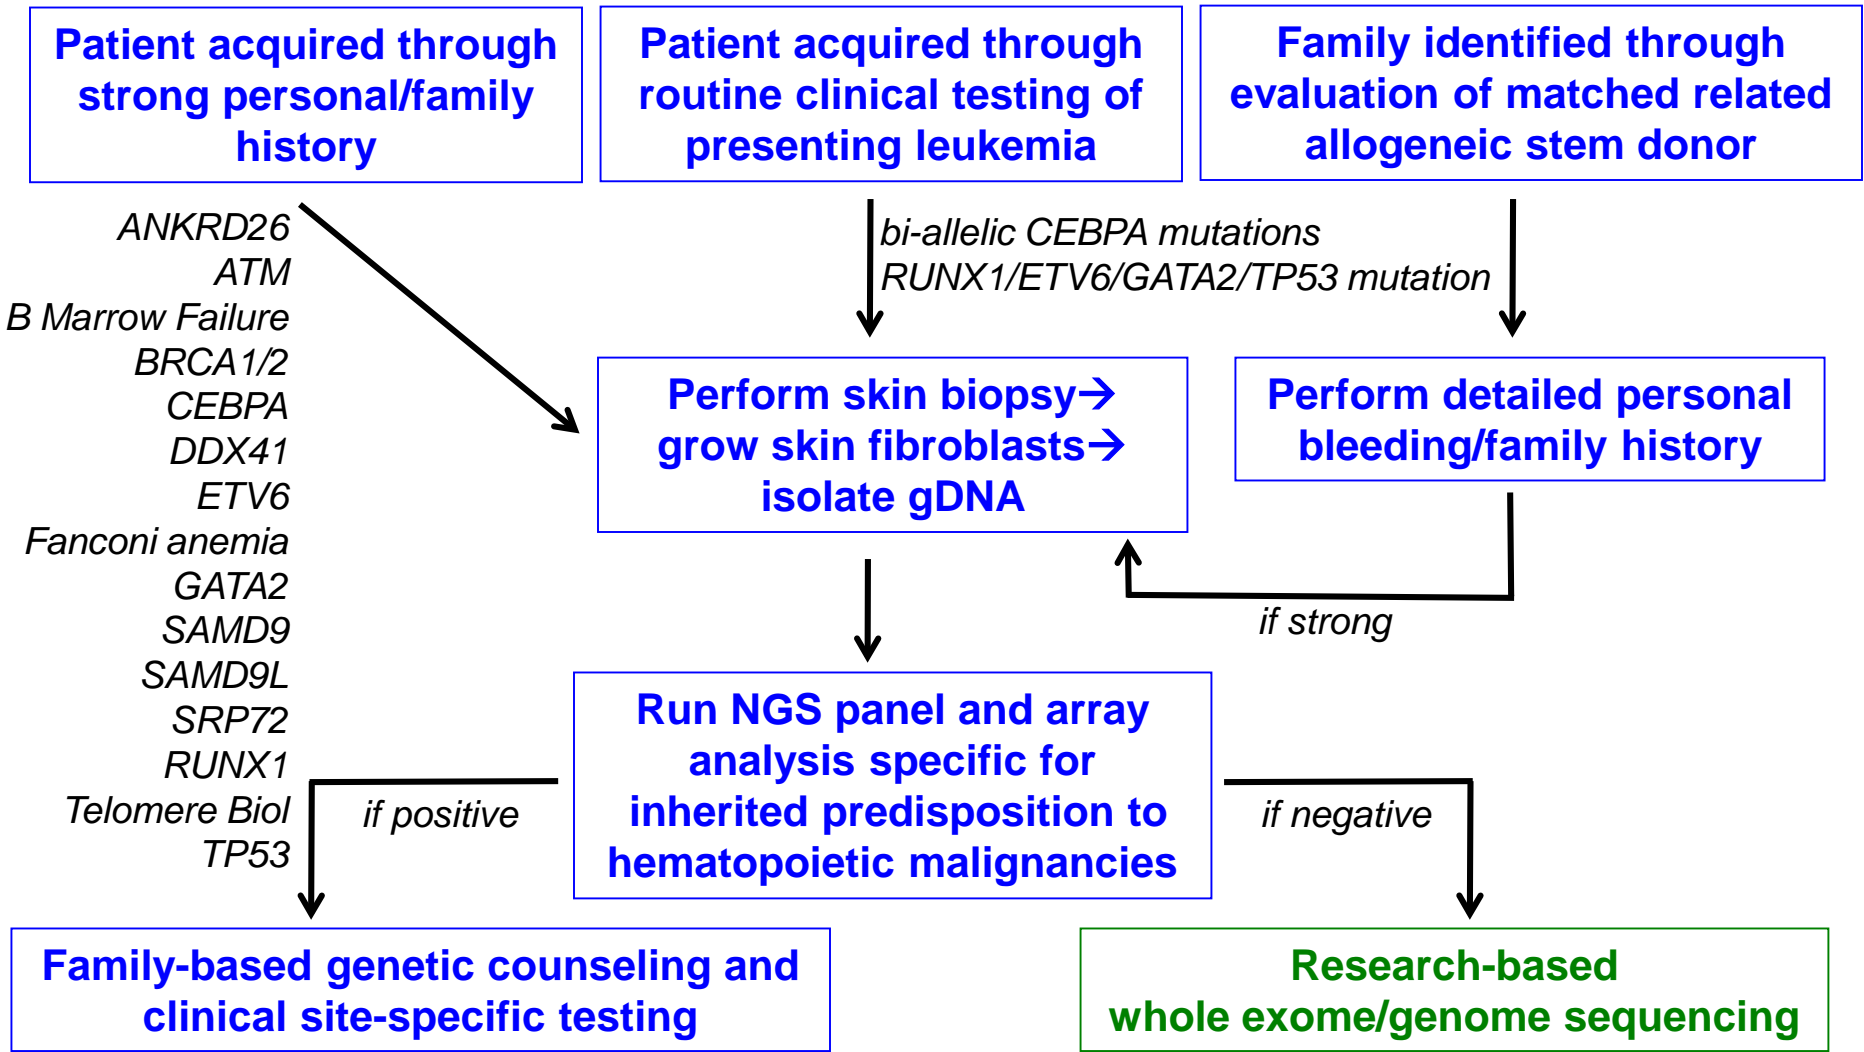 Patient acquired through
strong personal/family
history
Patient acquired through
routine clinical testing of
presenting leukemia
Family identified through
evaluation of matched related
allogeneic stem donor
ANKRD26
ATM
B Marrow Failure
BRCA1/2
CEBPA
DDX41
ETV6
Fanconi anemia
GATA2
SAMD9
SAMD9L
SRP72
RUNX1
Telomere Biol
TP53
bi-allelic CEBPA mutations
RUNX1/ETV6/GATA2/TP53 mutation
Perform skin biopsy→
grow skin fibroblasts→
isolate gDNA
Perform detailed personal
bleeding/family history
if strong
Run NGS panel and array
analysis specific for
inherited predisposition to
hematopoietic malignancies
if positive
if negative
Family-based genetic counseling and
clinical site-specific testing
Research-based
whole exome/genome sequencing